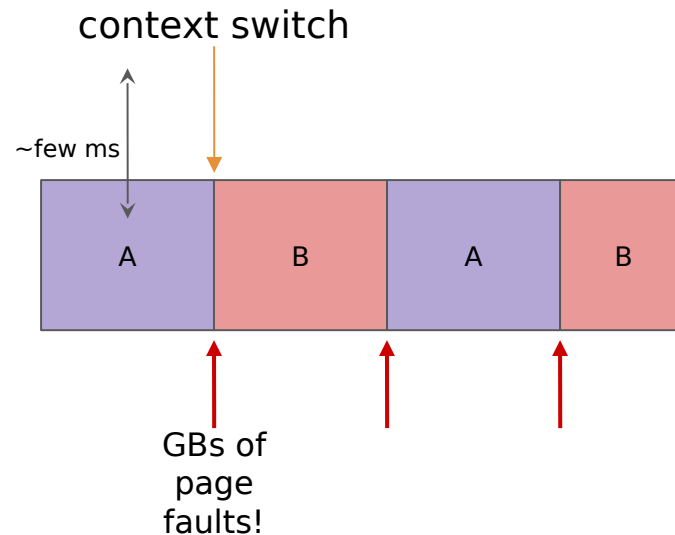 context switch
~few ms
A
B
A
B
GBs of
page
faults!